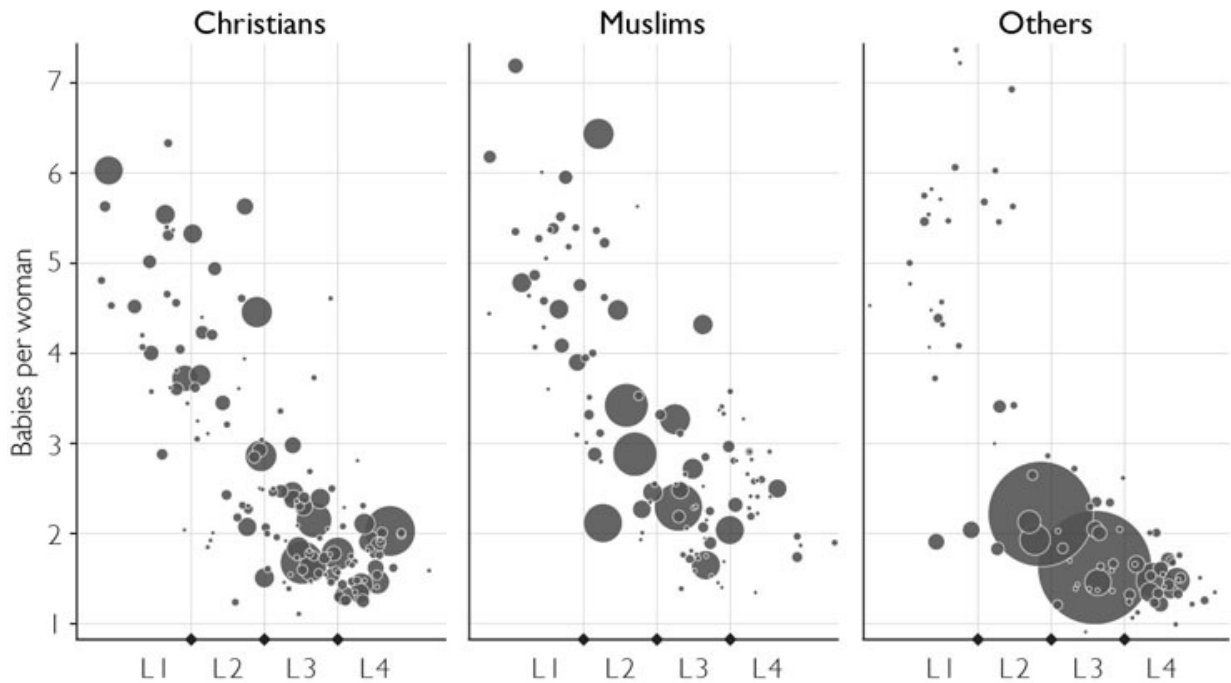 Christians
Muslims
Others
Babies per woman
7
6
5
4
3
2
1
L1 L2 L3 L4
L1 L2 L3 L4
L1 L2 L3 L4